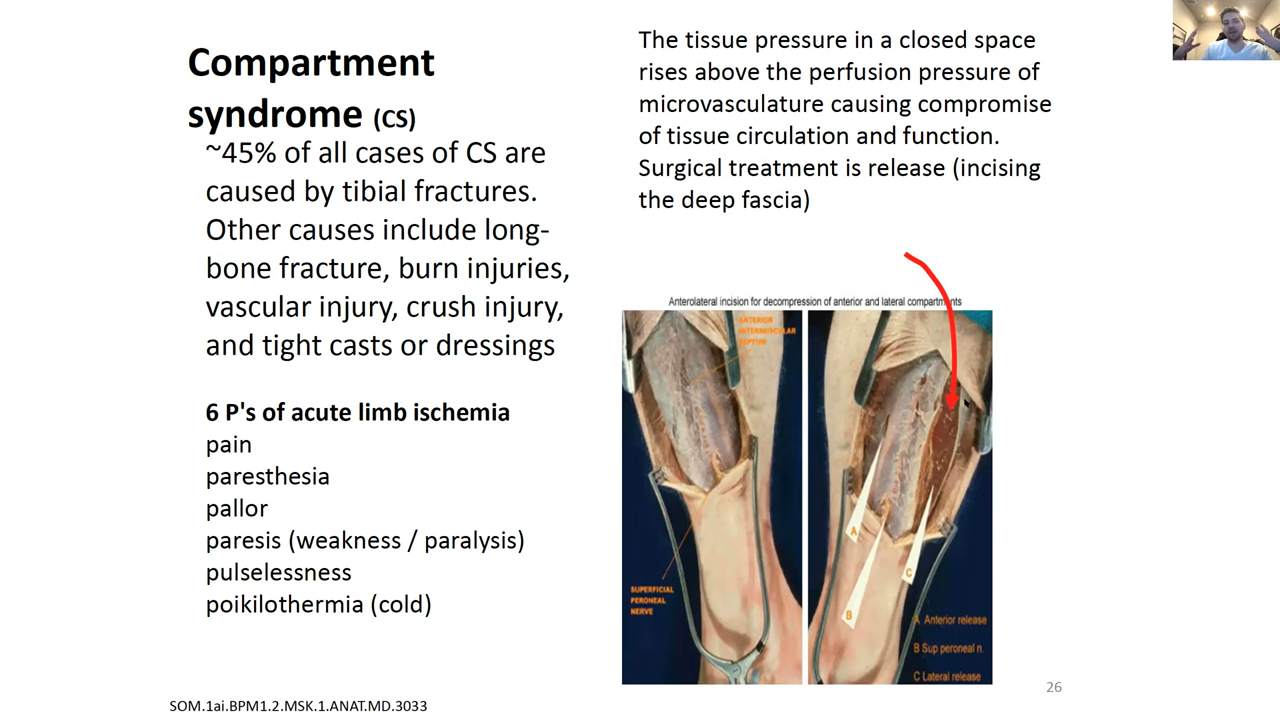 Compartment
syndrome (CS)
~45% of all cases of CS are
caused by tibial fractures.
Other causes include long-
bone fracture, burn injuries,
vascular injury, crush injury,
and tight casts or dressings
6 P's of acute limb ischemia
pain
paresthesia
pallor
paresis (weakness / paralysis)
pulselessness
poikilothermia (cold)
The tissue pressure in a closed space
rises above the perfusion pressure of
microvasculature causing compromise
of tissue circulation and function.
Surgical treatment is release (incising
the deep fascia)
Anterolateral incision for decompression of anterior and lateral compartments
ANTERIOR
INTERMUSCULAR
SEPTUM
SUPERFICIAL
PERONEAL
NERVE
A
B
C
A Anterior release
B Sup peroneal n.
C Lateral release
SOM.1ai.BPM1.2.MSK.1.ANAT.MD.3033
26